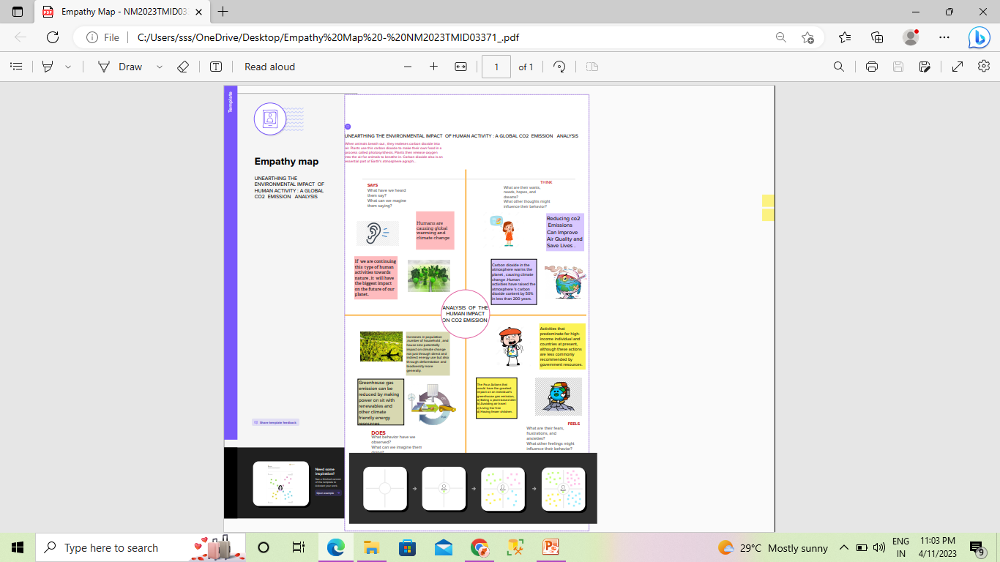 Empathy Map - NM2023TMID03
File
C:/Users/sss/OneDrive/Desktop/Empathy%20Map%20-%20NM2023TMID03371_.pdf
Draw
Read aloud
1
of 1
Template
Empathy map
UNEARTHING THE
ENVIRONMENTAL IMPACT OF
HUMAN ACTIVITY : A GLOBAL
CO2 EMISSION ANALYSIS
Share template feedback
Need some
inspiration?
See a finished version
of this template to
kickstart your work.
Open example
UNEARTHING THE ENVIRONMENTAL IMPACT OF HUMAN ACTIVITY : A GLOBAL CO2 EMISSION ANALYSIS
When animals breath out , they realeses carbon dioxide into
air. Plants use this carbon dioxide to make their own food in a
process called photosynthesis. Plants then release oxygen
into the air for animals to breathe in. Carbon dioxide also is an
essential part of Earth's atmosphere agraph...
SAYS
What have we heard
them say?
What can we imagine
them saying?
Humans are
causing global
warming and
climate change
If we are continuing
this type of human
activities towards
nature , it will have
the biggest impact
on the future of our
planet.
THINK
What are their wants,
needs, hopes, and
dreams?
What other thoughts might
influence their behavior?
Reducing co2
Emissions
Can Improve
Air Quality and
Save Lives .
Carbon dioxide in the
atmosphere warms the
planet , causing climate
change .Human
activities have raised the
atmosphere 's carbon
dioxide content by 50%
in less than 200 years.
ANALYSIS OF THE
HUMAN IMPACT
ON CO2 EMISSION
Increases in population
,number of household , and
house size potentially
impact on climate change
not just through direct and
indirect energy use but also
through deforestation and
biodiversity more
generally.
Greenhouse gas
emission can be
reduced by making
power on sit with
renewables and
other climate
friendly energy
resources
DOES
What behavior have we
observed?
What can we imagine them
doing?
Activities that
predominate for high-
income individual and
countries at present,
although these actions
are less commonly
recommended by
government resources.
The Four Actions that
would have the greatest
impact on an individual's
greenhouse gas emission;
a) Eating a plant based diet
b) Avoiding air travel
c) Living Car free
d) Having fewer children .
FEELS
What are their fears,
frustrations, and
anxieties?
What other feelings might
influence their behavior?
Type here to search
29°C Mostly sunny
ENG
IN
11:03 PM
4/11/2023
9